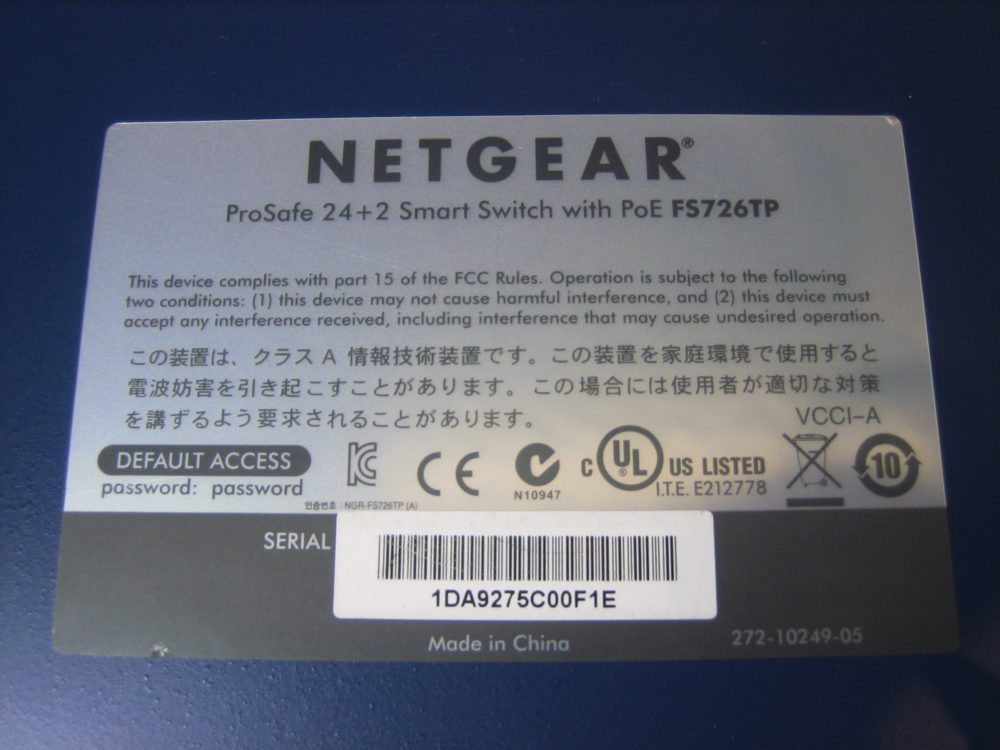 NETGEAR®
ProSafe 24+2 Smart Switch with PoE FS726TP
This device complies with part 15 of the FCC Rules. Operation is subject to the following
two conditions: (1) this device may not cause harmful interference, and (2) this device must
accept any interference received, including interference that may cause undesired operation.
この装置は、クラス A 情報技術装置です。この装置を家庭環境で使用すると
電波妨害を引き起こすことがあります。この場合には使用者が適切な対策
を講ずるよう要求されることがあります。
VCCI-A
DEFAULT ACCESS
password: password
인증번호 : NGR-FS726TP (A)
CE
N10947
C UL US LISTED
I.T.E. E212778
10
SERIAL
1DA9275C00F1E
Made in China
272-10249-05